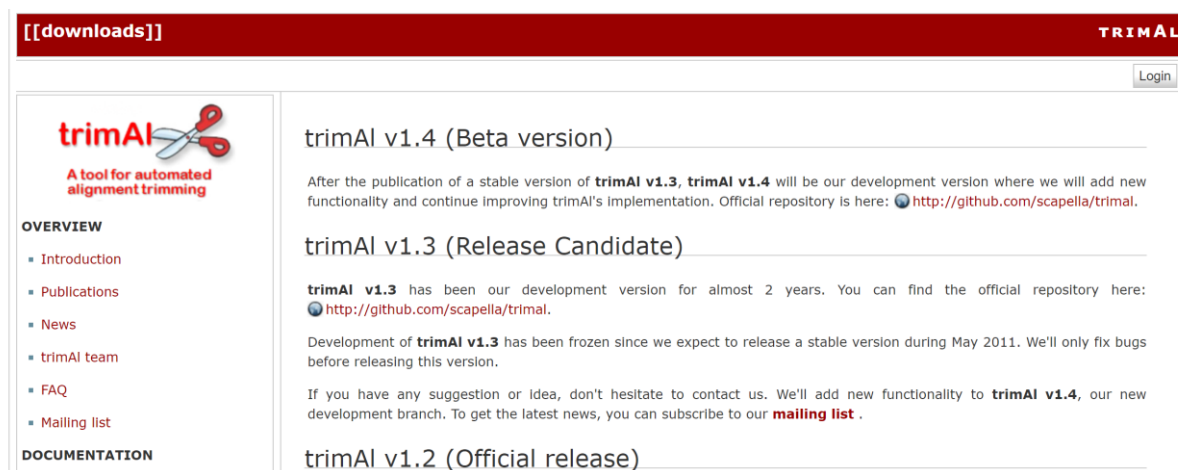 [[downloads]]
TRIMAL
Login
trimAl
A tool for automated
alignment trimming
OVERVIEW
Introduction
Publications
News
trimAl team
FAQ
Mailing list
DOCUMENTATION
trimAl v1.4 (Beta version)
After the publication of a stable version of trimAl v1.3, trimAl v1.4 will be our development version where we will add new
functionality and continue improving trimAl's implementation. Official repository is here: http://github.com/scapella/trimal.
trimAl v1.3 (Release Candidate)
trimAl v1.3 has been our development version for almost 2 years. You can find the official repository here:
http://github.com/scapella/trimal.
Development of trimAl v1.3 has been frozen since we expect to release a stable version during May 2011. We'll only fix bugs
before releasing this version.
If you have any suggestion or idea, don't hesitate to contact us. We'll add new functionality to trimAl v1.4, our new
development branch. To get the latest news, you can subscribe to our mailing list .
trimAl v1.2 (Official release)